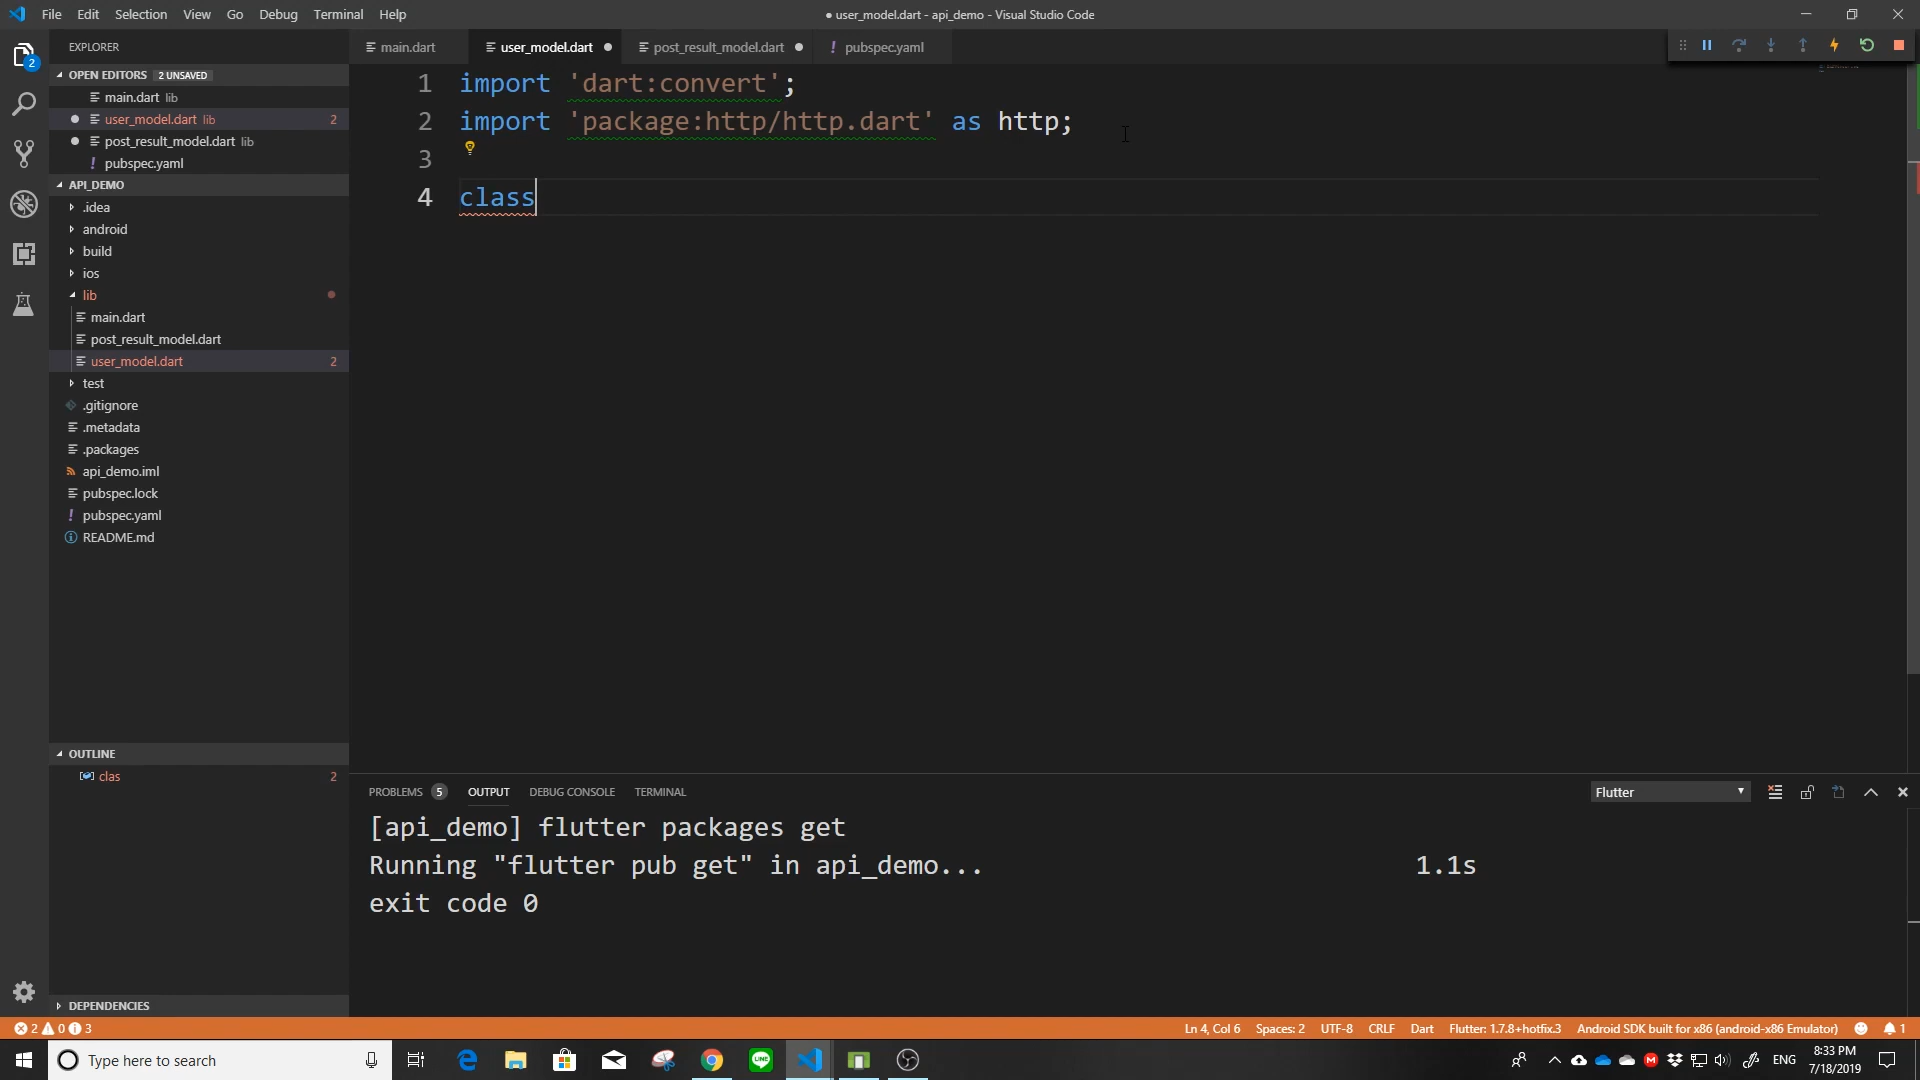 File Edit Selection View Go Debug Terminal Help
● user_model.dart - api_demo - Visual Studio Code
EXPLORER
main.dart user_model.dart post_result_model.dart ! pubspec.yaml
OPEN EDITORS 2 UNSAVED
main.dart lib
user_model.dart lib 2
post_result_model.dart lib
! pubspec.yaml
API_DEMO
.idea
android
build
ios
lib
main.dart
post_result_model.dart
user_model.dart 2
test
.gitignore
.metadata
.packages
api_demo.iml
pubspec.lock
! pubspec.yaml
README.md
OUTLINE
clas 2
DEPENDENCIES
2
1 import 'dart:convert';
2 import 'package:http/http.dart' as http;
3
4 class
PROBLEMS 5 OUTPUT DEBUG CONSOLE TERMINAL
Flutter
[api_demo] flutter packages get
Running "flutter pub get" in api_demo... 1.1s
exit code 0
2 0 3
Ln 4, Col 6 Spaces: 2 UTF-8 CRLF Dart Flutter: 1.7.8+hotfix.3 Android SDK built for x86 (android-x86 Emulator) 1
Type here to search
LINE
ENG
8:33 PM
7/18/2019